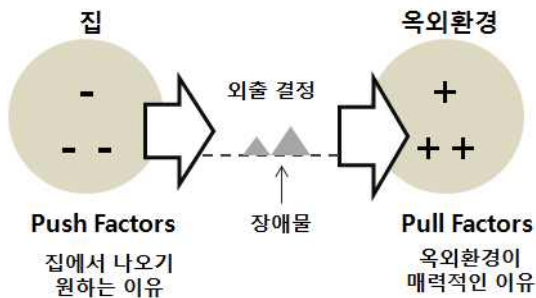 집
옥외환경
외출 결정
장애물
Push Factors
집에서 나오기
원하는 이유
Pull Factors
옥외환경이
매력적인 이유